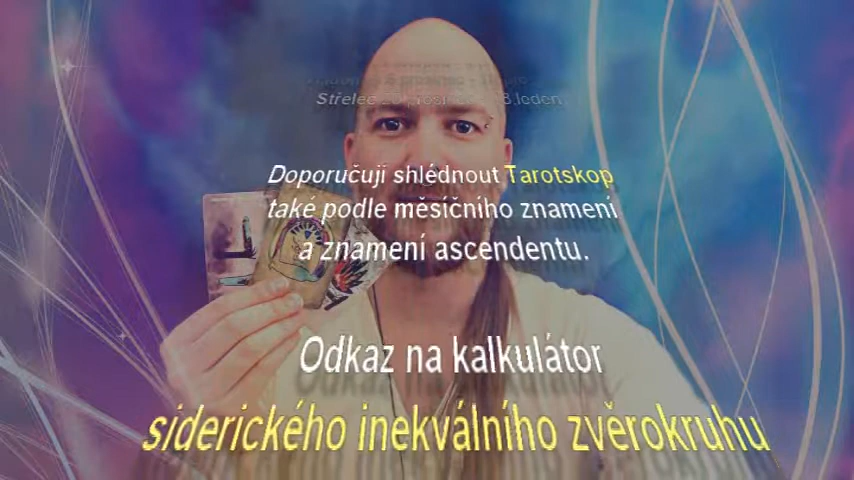 Doporučuji shlédnout Tarotskop
také podle měsíčního znamení
a znamení ascendentu.
Odkaz na kalkulátor
siderického inekválního zvěrokruhu